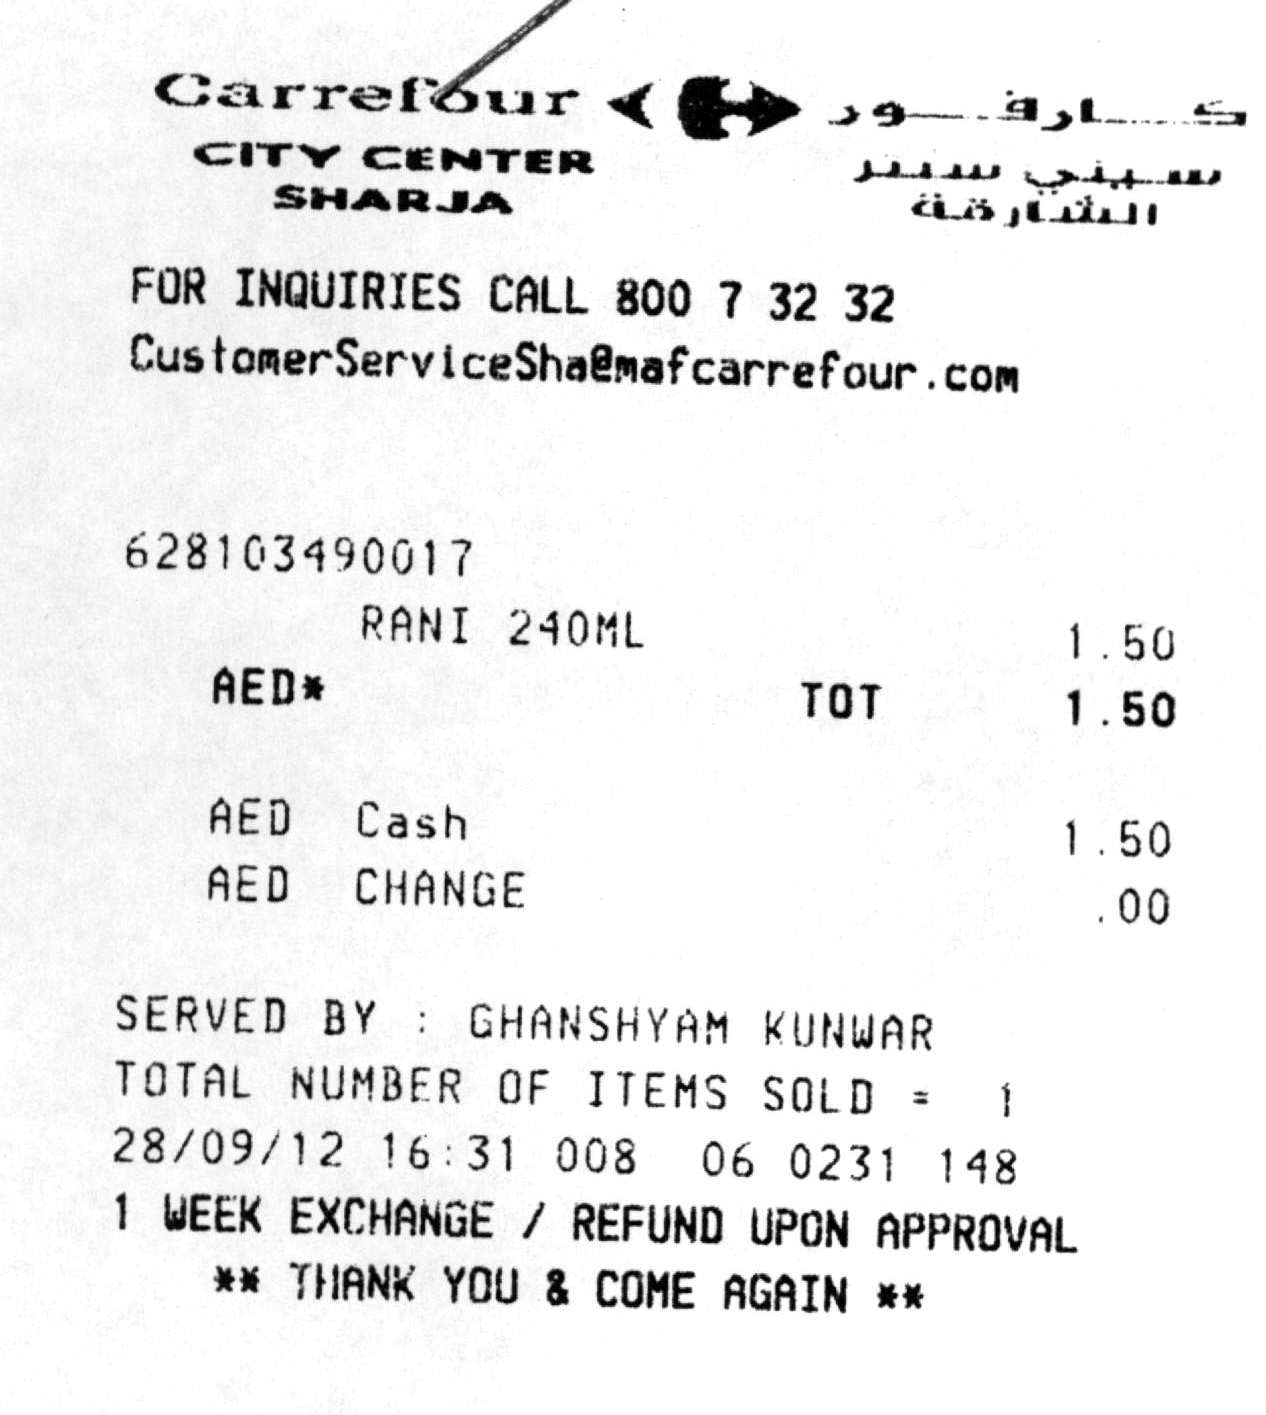 Carrefour كارفور
CITY CENTER سيتي سنتر
SHARJA الشارقة
FOR INQUIRIES CALL 800 7 32 32
CustomerServiceSha@mafcarrefour.com
628103490017
RANI 240ML 1.50
AED* TOT 1.50
AED Cash 1.50
AED CHANGE .00
SERVED BY : GHANSHYAM KUNWAR
TOTAL NUMBER OF ITEMS SOLD = 1
28/09/12 16:31 008 06 0231 148
1 WEEK EXCHANGE / REFUND UPON APPROVAL
** THANK YOU & COME AGAIN **